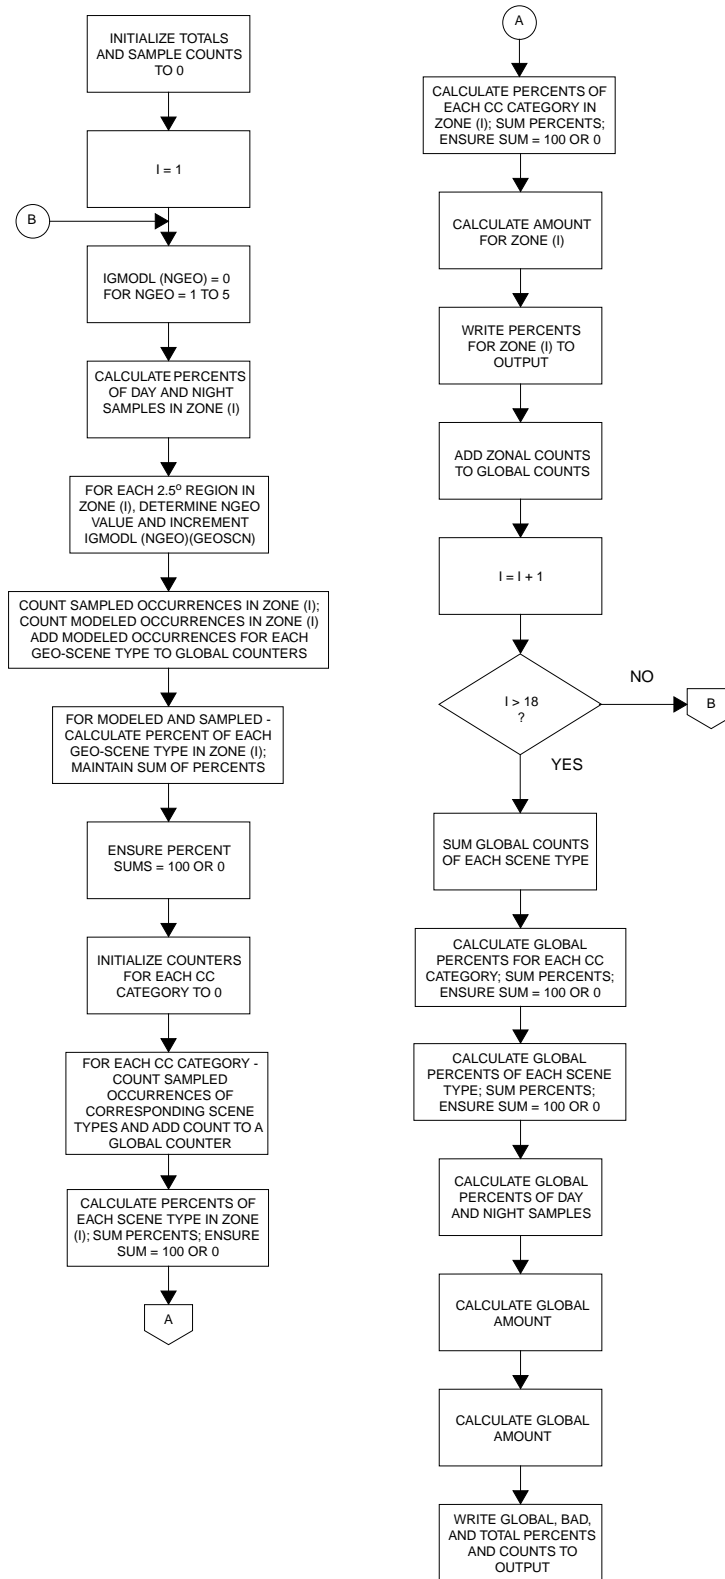 INITIALIZE TOTALS
AND SAMPLE COUNTS
TO 0
I = 1
B
IGMODL (NGEO) = 0
FOR NGEO = 1 TO 5
CALCULATE PERCENTS
OF DAY AND NIGHT
SAMPLES IN ZONE (I)
FOR EACH 2.5º REGION IN
ZONE (I), DETERMINE NGEO
VALUE AND INCREMENT
IGMODL (NGEO)(GEOSCN)
COUNT SAMPLED OCCURRENCES IN ZONE (I);
COUNT MODELED OCCURRENCES IN ZONE (I)
ADD MODELED OCCURRENCES FOR EACH
GEO-SCENE TYPE TO GLOBAL COUNTERS
FOR MODELED AND SAMPLED -
CALCULATE PERCENT OF EACH
GEO-SCENE TYPE IN ZONE (I);
MAINTAIN SUM OF PERCENTS
ENSURE PERCENT
SUMS = 100 OR 0
INITIALIZE COUNTERS
FOR EACH CC
CATEGORY TO 0
FOR EACH CC CATEGORY -
COUNT SAMPLED
OCCURRENCES OF
CORRESPONDING SCENE
TYPES AND ADD COUNT TO A
GLOBAL COUNTER
CALCULATE PERCENTS OF
EACH SCENE TYPE IN ZONE
(I); SUM PERCENTS; ENSURE
SUM = 100 OR 0
A
A
CALCULATE PERCENTS OF
EACH CC CATEGORY IN
ZONE (I); SUM PERCENTS;
ENSURE SUM = 100 OR 0
CALCULATE AMOUNT
FOR ZONE (I)
WRITE PERCENTS
FOR ZONE (I) TO
OUTPUT
ADD ZONAL COUNTS
TO GLOBAL COUNTS
I = I + 1
I > 18
?
NO
B
YES
SUM GLOBAL COUNTS
OF EACH SCENE TYPE
CALCULATE GLOBAL
PERCENTS FOR EACH CC
CATEGORY; SUM PERCENTS;
ENSURE SUM = 100 OR 0
CALCULATE GLOBAL
PERCENTS OF EACH SCENE
TYPE; SUM PERCENTS;
ENSURE SUM = 100 OR 0
CALCULATE GLOBAL
PERCENTS OF DAY
AND NIGHT SAMPLES
CALCULATE GLOBAL
AMOUNT
CALCULATE GLOBAL
AMOUNT
WRITE GLOBAL, BAD,
AND TOTAL PERCENTS
AND COUNTS TO
OUTPUT